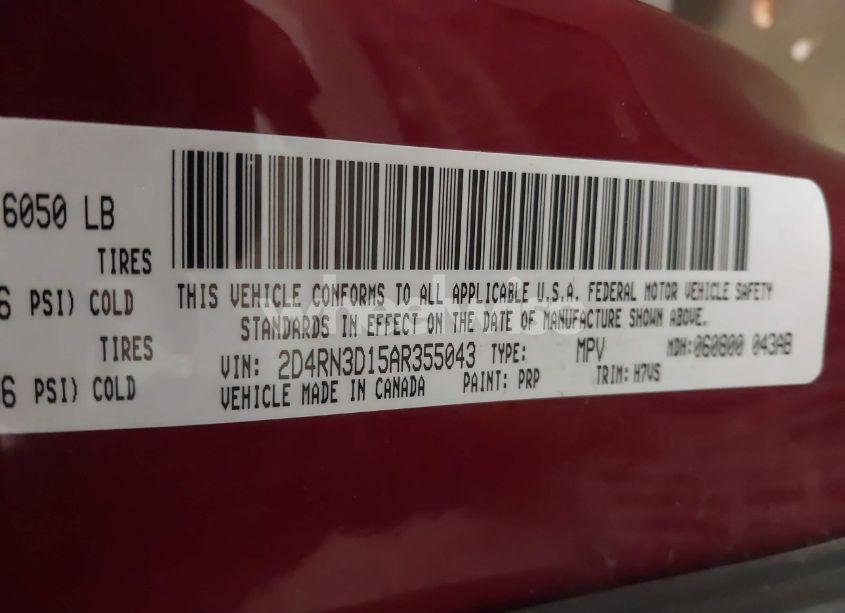 6050 LB
TIRES
6 PSI) COLD
TIRES
6 PSI) COLD
THIS VEHICLE CONFORMS TO ALL APPLICABLE U.S.A. FEDERAL MOTOR VEHICLE SAFETY
STANDARDS IN EFFECT ON THE DATE OF MANUFACTURE SHOWN ABOVE.
VIN: 2D4RN3D15AR355043 TYPE: MPV MDH:060800 043AB
VEHICLE MADE IN CANADA PAINT: PRP TRIM: H7VS